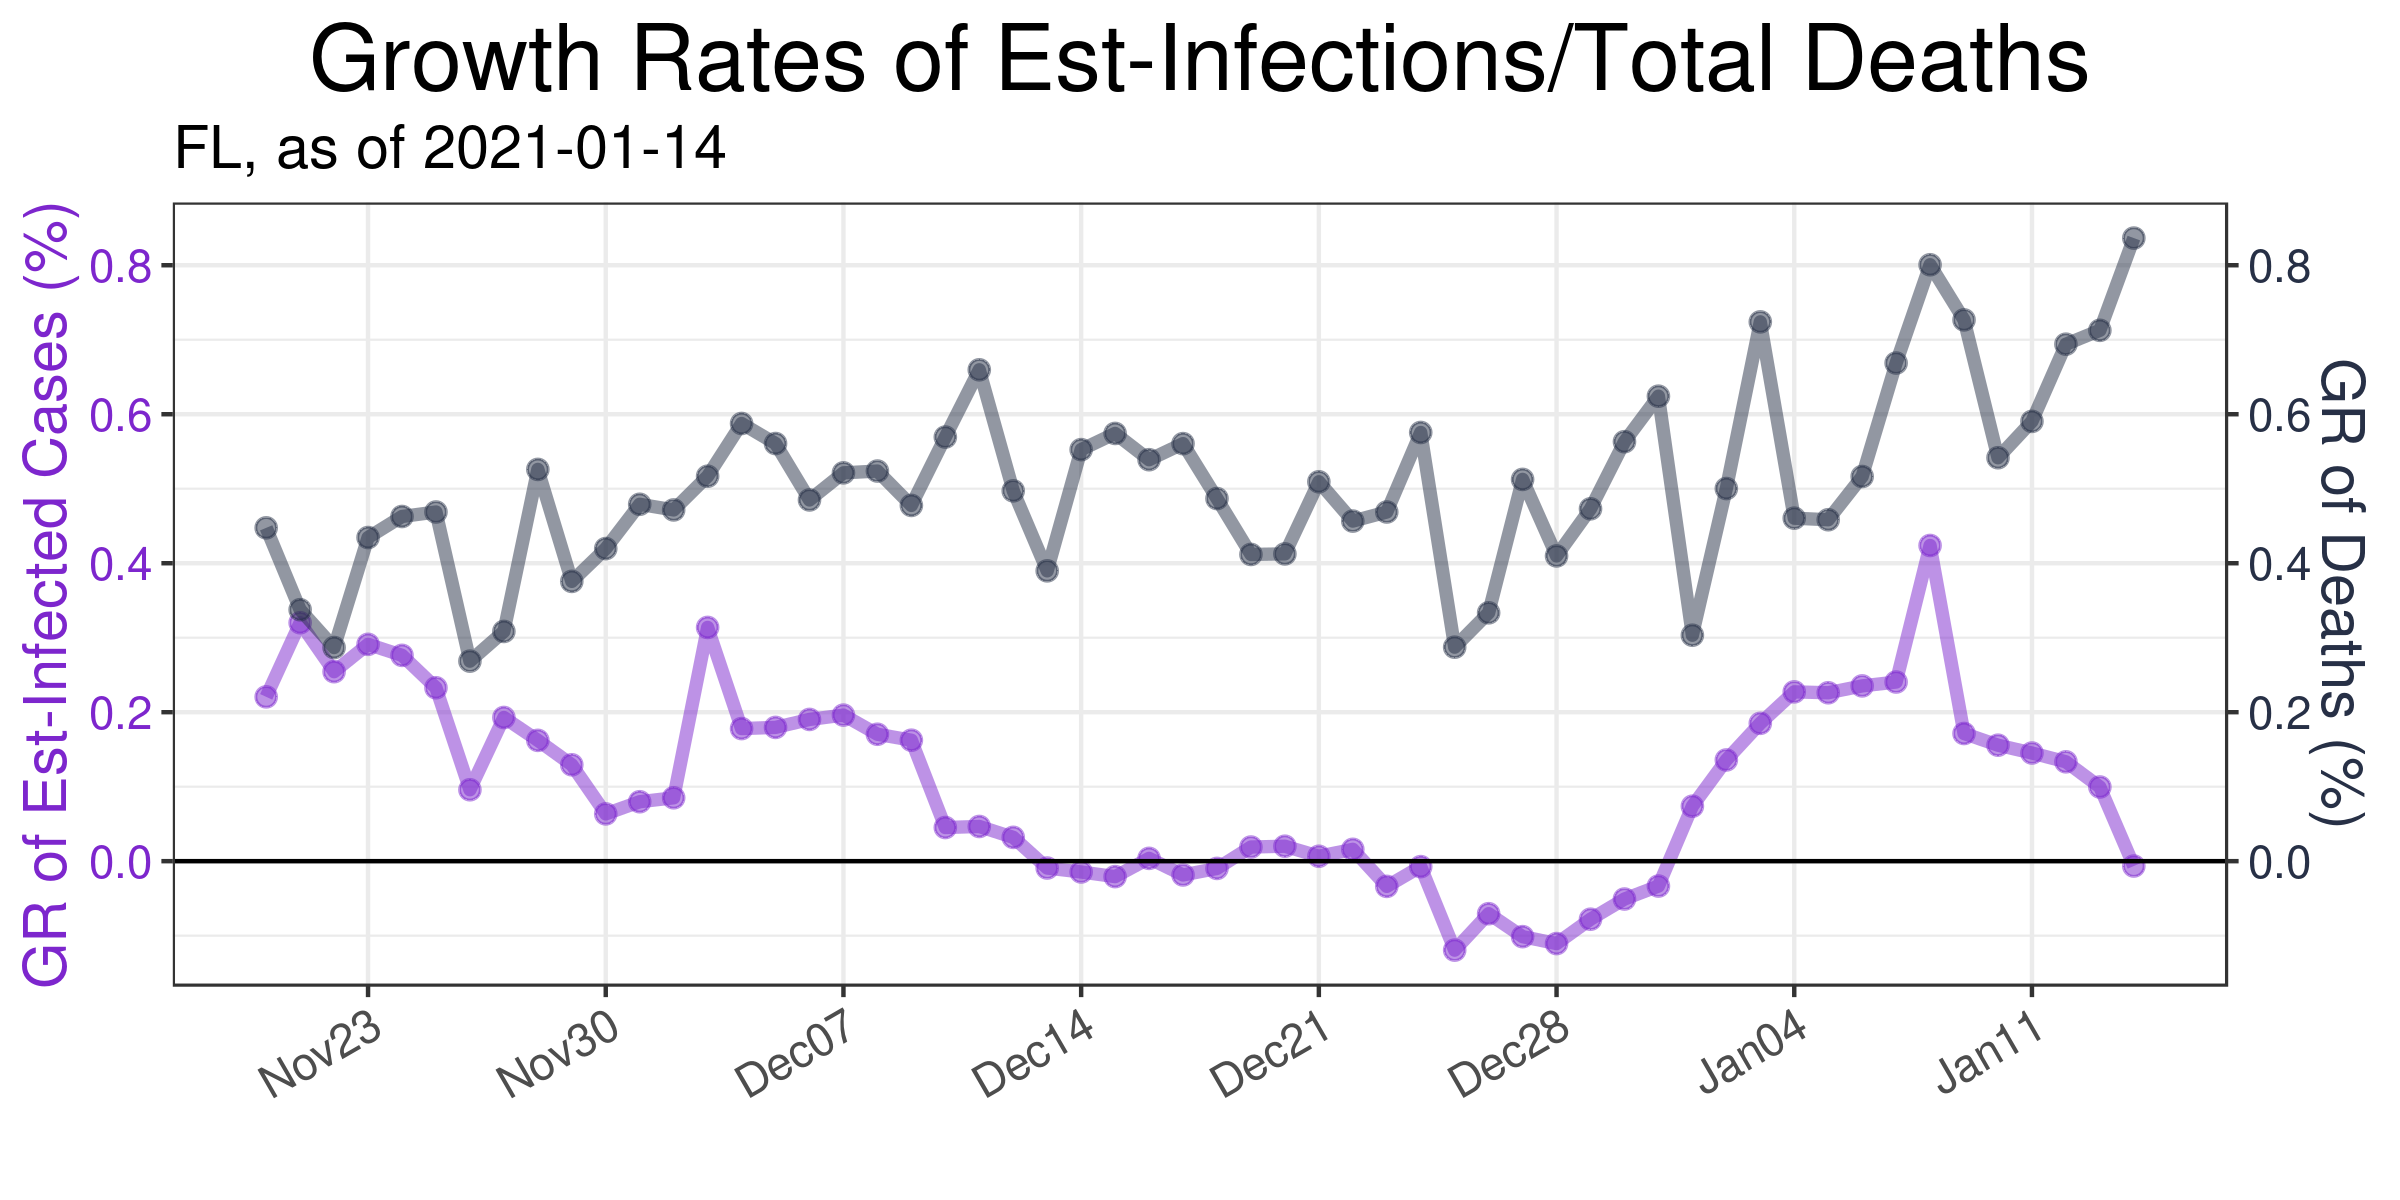 Growth Rates of Est-Infections/Total Deaths
FL, as of 2021-01-14
GR of Est-Infected Cases (%)
0.8
0.6
0.4
0.2
0.0
0.8
0.6
0.4
0.2
0.0
GR of Deaths (%)
Nov23
Nov30
Dec07
Dec14
Dec21
Dec28
Jan04
Jan11